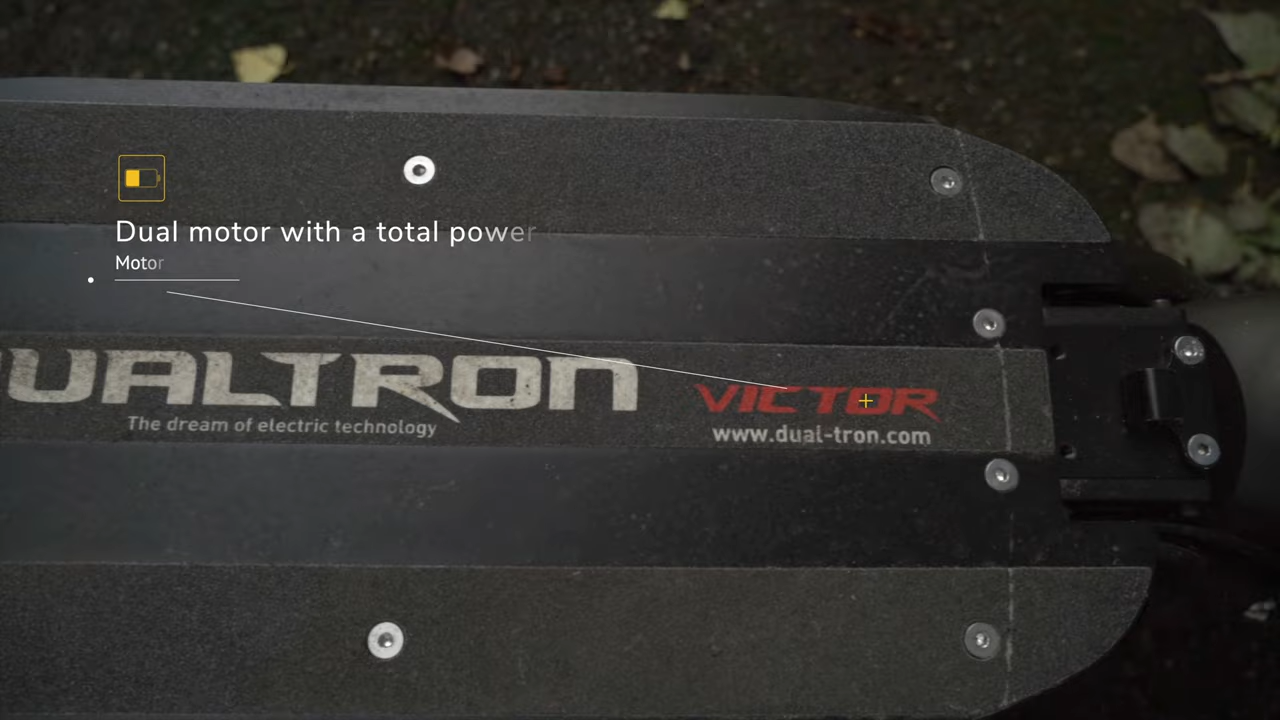 Dual motor with a total power
Motor
UALTRON
The dream of electric technology
VICTOR
www.dual-tron.com